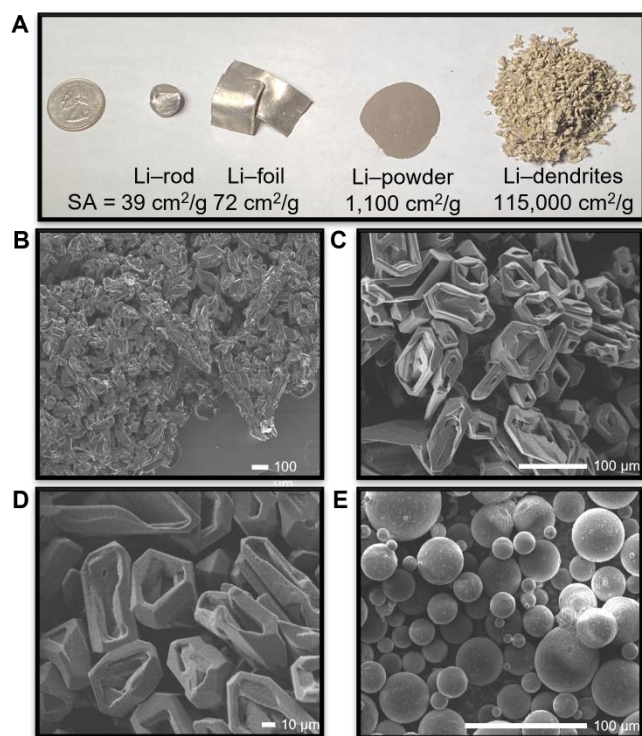 A
Li–rod Li–foil Li–powder Li–dendrites
SA = 39 cm²/g 72 cm²/g 1,100 cm²/g 115,000 cm²/g
B
100
µm
C
100 µm
D
10 µm
E
100 µm